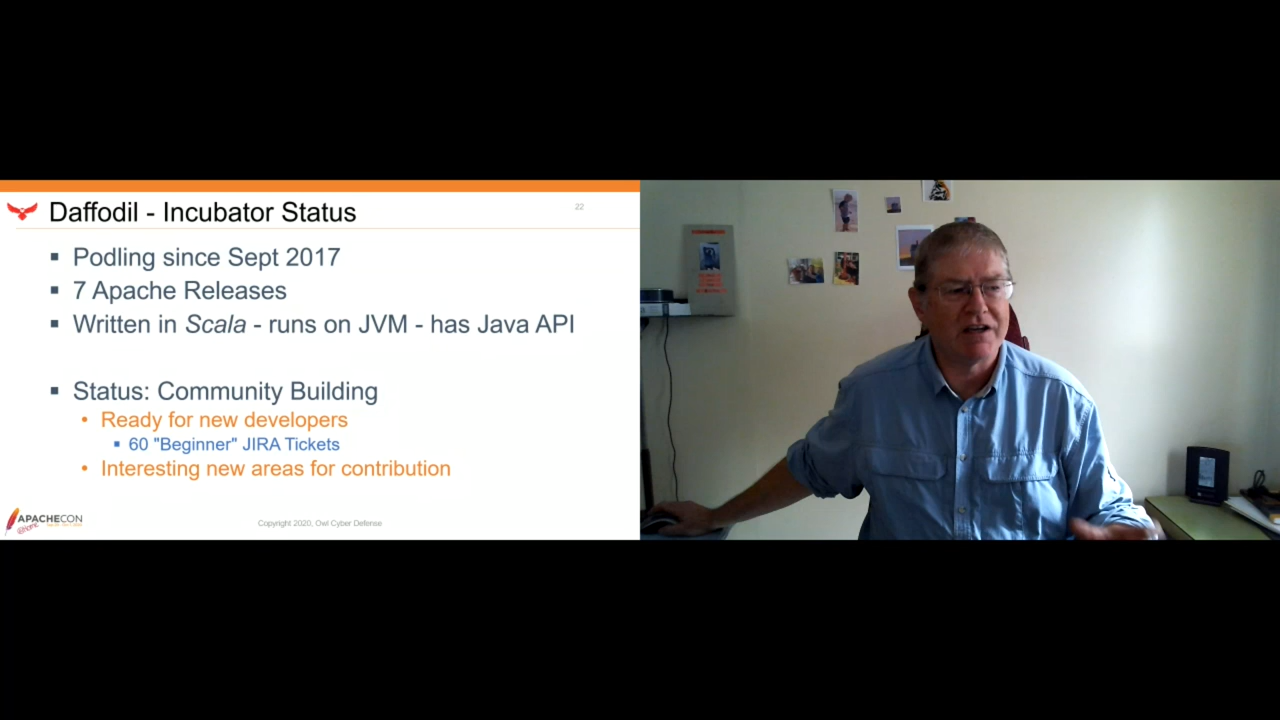 Daffodil - Incubator Status
22
Podling since Sept 2017
7 Apache Releases
Written in Scala - runs on JVM - has Java API
Status: Community Building
Ready for new developers
60 "Beginner" JIRA Tickets
Interesting new areas for contribution
APACHECON
@Home
Copyright 2020, Owl Cyber Defense